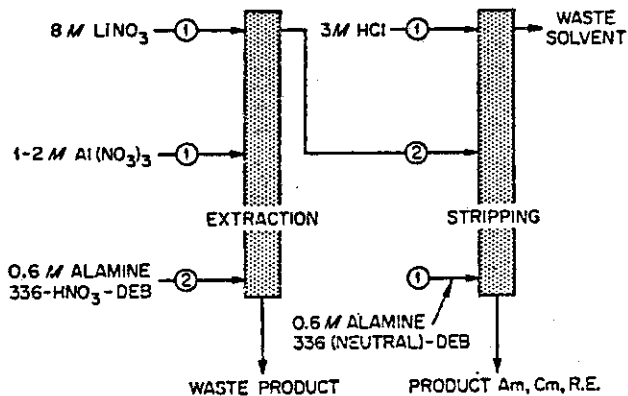 8 M LiNO3 1
1-2 M Al(NO3)3 1
0.6 M ALAMINE
336-HNO3-DEB 2
EXTRACTION
WASTE PRODUCT
3M HCl 1
WASTE
SOLVENT
2
STRIPPING
1
0.6 M ALAMINE
336 (NEUTRAL)-DEB
PRODUCT Am, Cm, R.E.